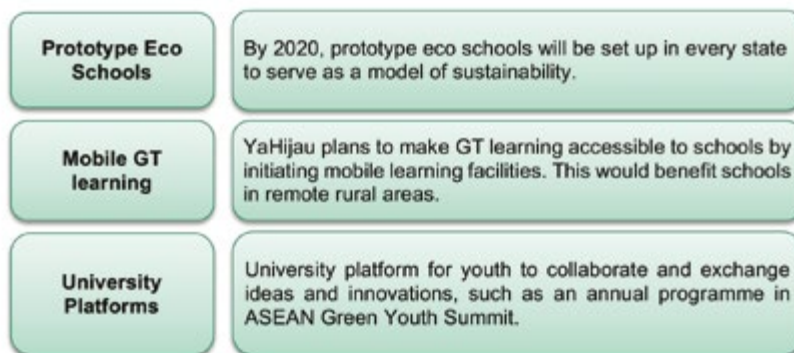 Prototype Eco
Schools
By 2020, prototype eco schools will be set up in every state
to serve as a model of sustainability.
Mobile GT
learning
YaHijau plans to make GT learning accessible to schools by
initiating mobile learning facilities. This would benefit schools
in remote rural areas.
University
Platforms
University platform for youth to collaborate and exchange
ideas and innovations, such as an annual programme in
ASEAN Green Youth Summit.